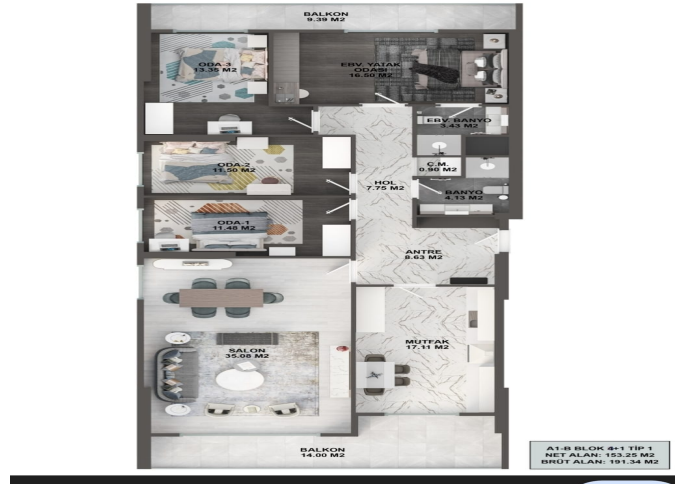 BALKON
9.39 M2
ODA-3
13.35 M2
EBV. YATAK
ODASI
16.50 M2
EBV. BANYO
3.43 M2
ODA-2
11.50 M2
Ç.M.
0.90 M2
HOL
7.75 M2
BANYO
4.13 M2
ODA-1
11.48 M2
ANTRE
8.63 M2
SALON
35.08 M2
MUTFAK
17.11 M2
BALKON
14.00 M2
A1-B BLOK 4+1 TİP 1
NET ALAN: 153.25 M2
BRÜT ALAN: 191.34 M2